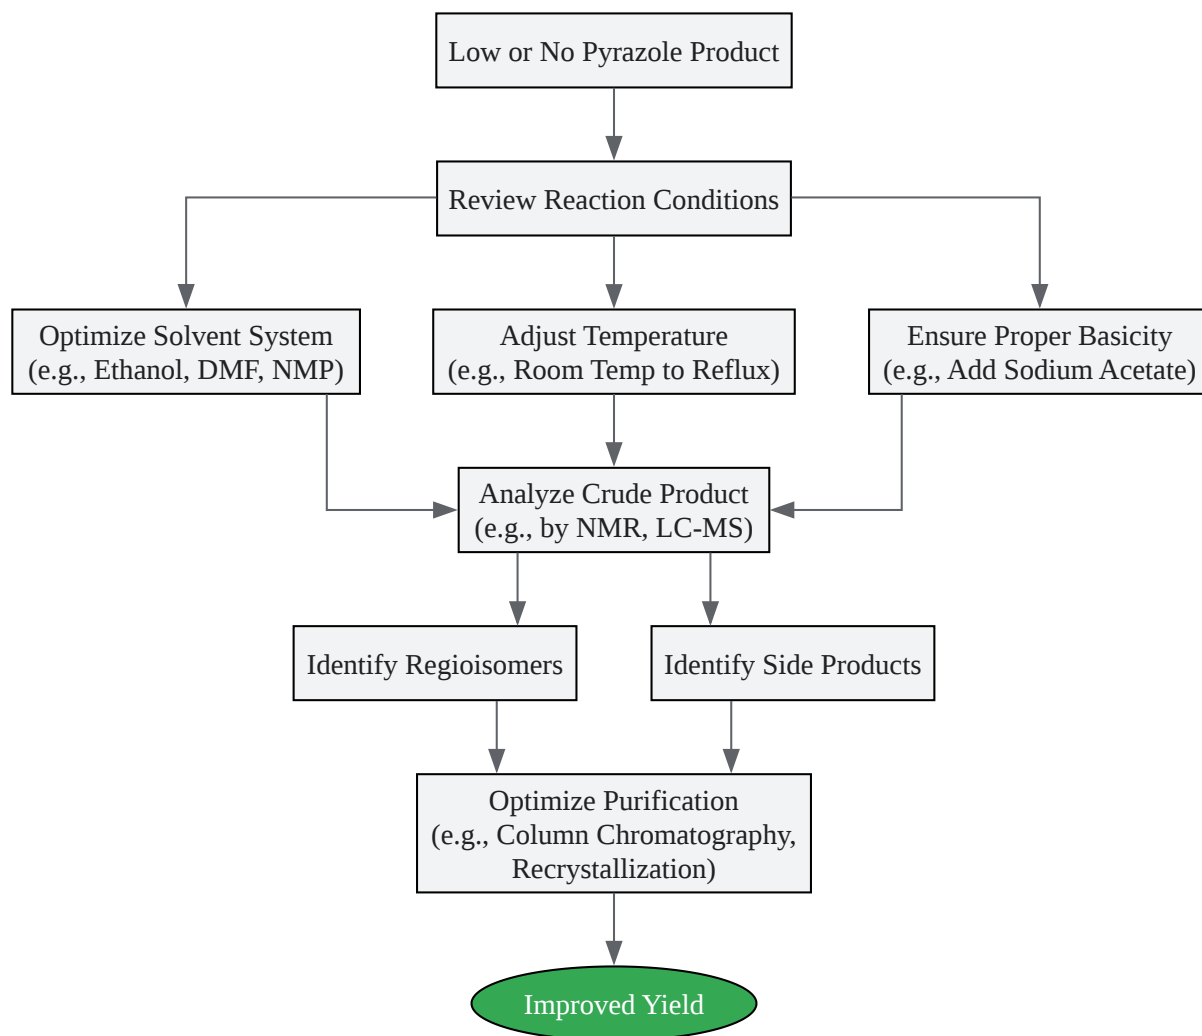 Low or No Pyrazole Product
Review Reaction Conditions
Optimize Solvent System
(e.g., Ethanol, DMF, NMP)
Adjust Temperature
(e.g., Room Temp to Reflux)
Ensure Proper Basicity
(e.g., Add Sodium Acetate)
Analyze Crude Product
(e.g., by NMR, LC-MS)
Identify Regioisomers
Identify Side Products
Optimize Purification
(e.g., Column Chromatography,
Recrystallization)
Improved Yield